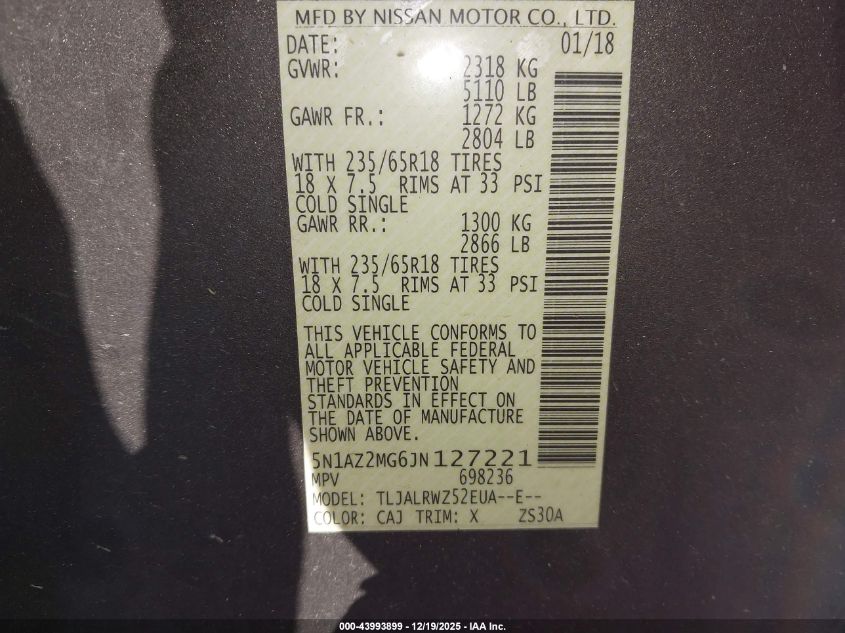 MFD BY NISSAN MOTOR CO., LTD.
DATE: 01/18
GVWR: 2318 KG
5110 LB
GAWR FR.: 1272 KG
2804 LB
WITH 235/65R18 TIRES
18 X 7.5 RIMS AT 33 PSI
COLD SINGLE
GAWR RR.: 1300 KG
2866 LB
WITH 235/65R18 TIRES
18 X 7.5 RIMS AT 33 PSI
COLD SINGLE
THIS VEHICLE CONFORMS TO
ALL APPLICABLE FEDERAL
MOTOR VEHICLE SAFETY AND
THEFT PREVENTION
STANDARDS IN EFFECT ON
THE DATE OF MANUFACTURE
SHOWN ABOVE.
5N1AZ2MG6JN127221
MPV 698236
MODEL: TLJALRWZ52EUA--E--
COLOR: CAJ TRIM: X ZS30A
000-43993899 - 12/19/2025 - IAA Inc.